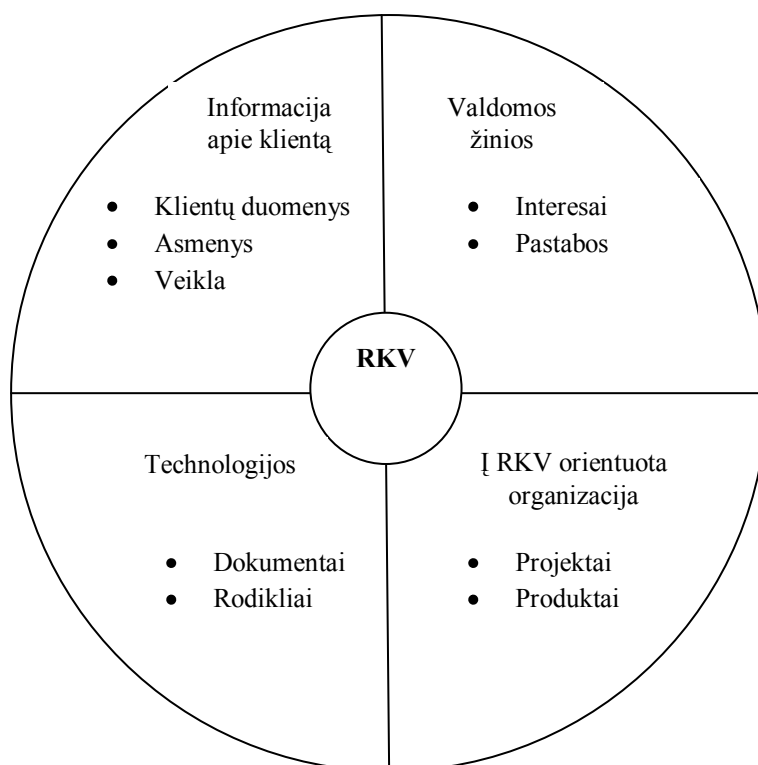 Informacija
apie klientą
• Klientų duomenys
• Asmenys
• Veikla
Valdomos
žinios
• Interesai
• Pastabos
RKV
Technologijos
• Dokumentai
• Rodikliai
Į RKV orientuota
organizacija
• Projektai
• Produktai